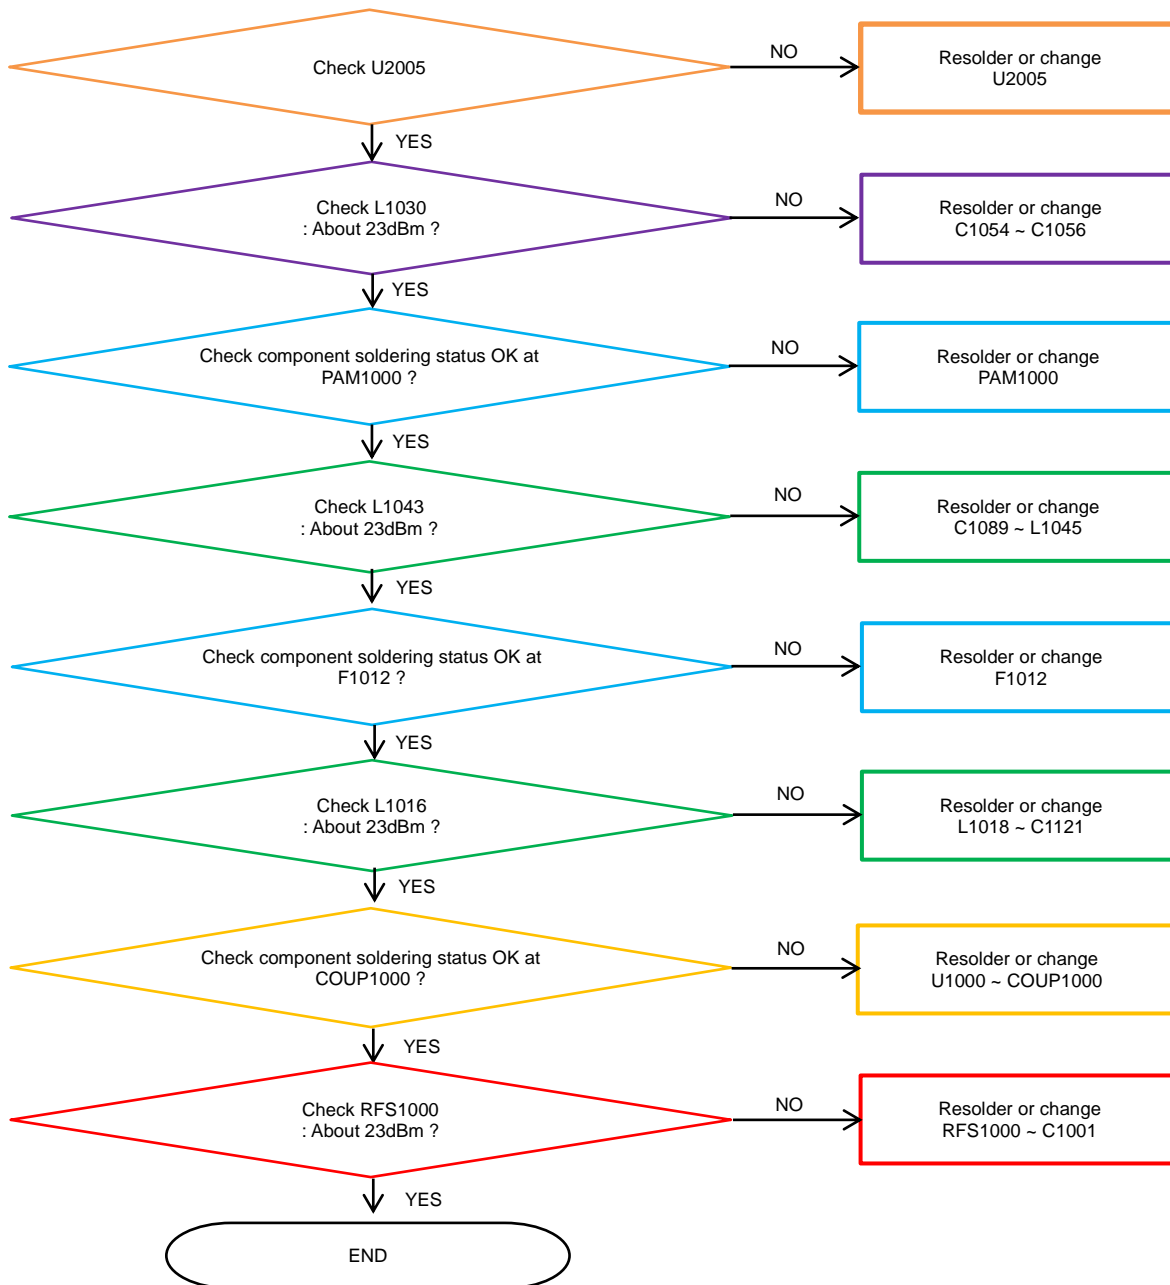 Check U2005
NO
Resolder or change
U2005
YES
Check L1030
: About 23dBm ?
NO
Resolder or change
C1054 ~ C1056
YES
Check component soldering status OK at
PAM1000 ?
NO
Resolder or change
PAM1000
YES
Check L1043
: About 23dBm ?
NO
Resolder or change
C1089 ~ L1045
YES
Check component soldering status OK at
F1012 ?
NO
Resolder or change
F1012
YES
Check L1016
: About 23dBm ?
NO
Resolder or change
L1018 ~ C1121
YES
Check component soldering status OK at
COUP1000 ?
NO
Resolder or change
U1000 ~ COUP1000
YES
Check RFS1000
: About 23dBm ?
NO
Resolder or change
RFS1000 ~ C1001
YES
END